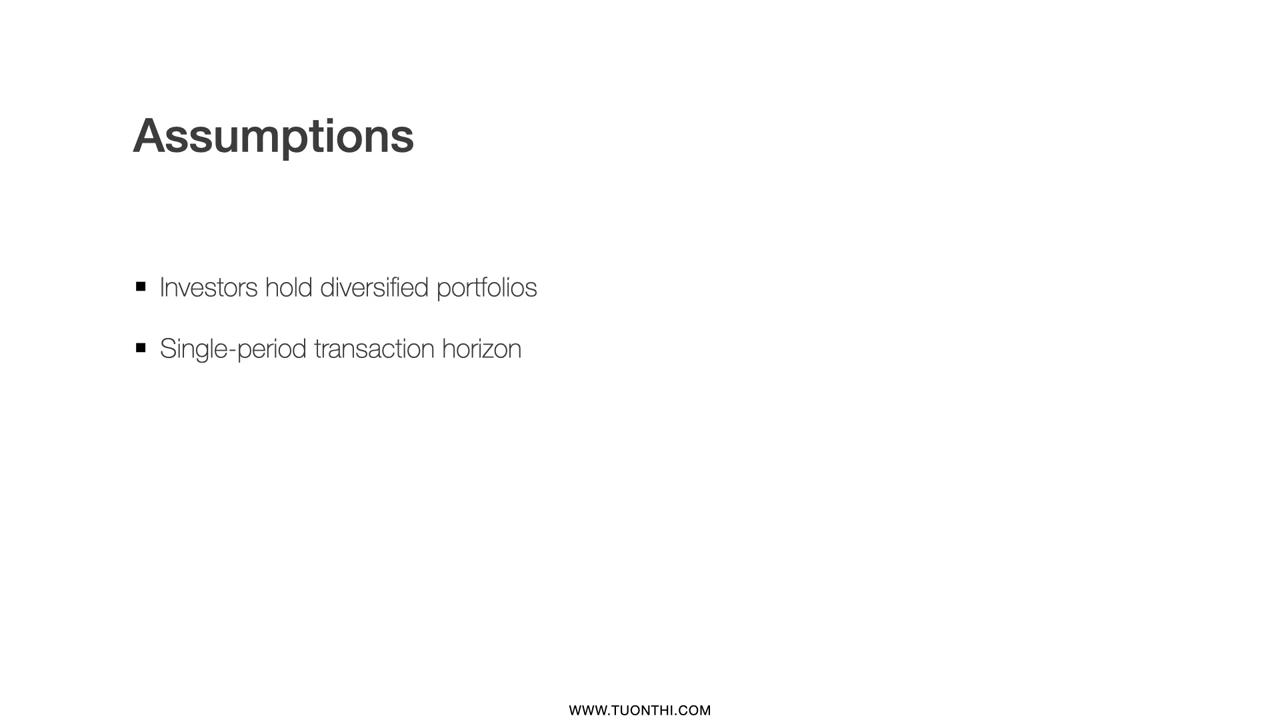 Assumptions
▪ Investors hold diversified portfolios
▪ Single-period transaction horizon
WWW.TUONTHI.COM